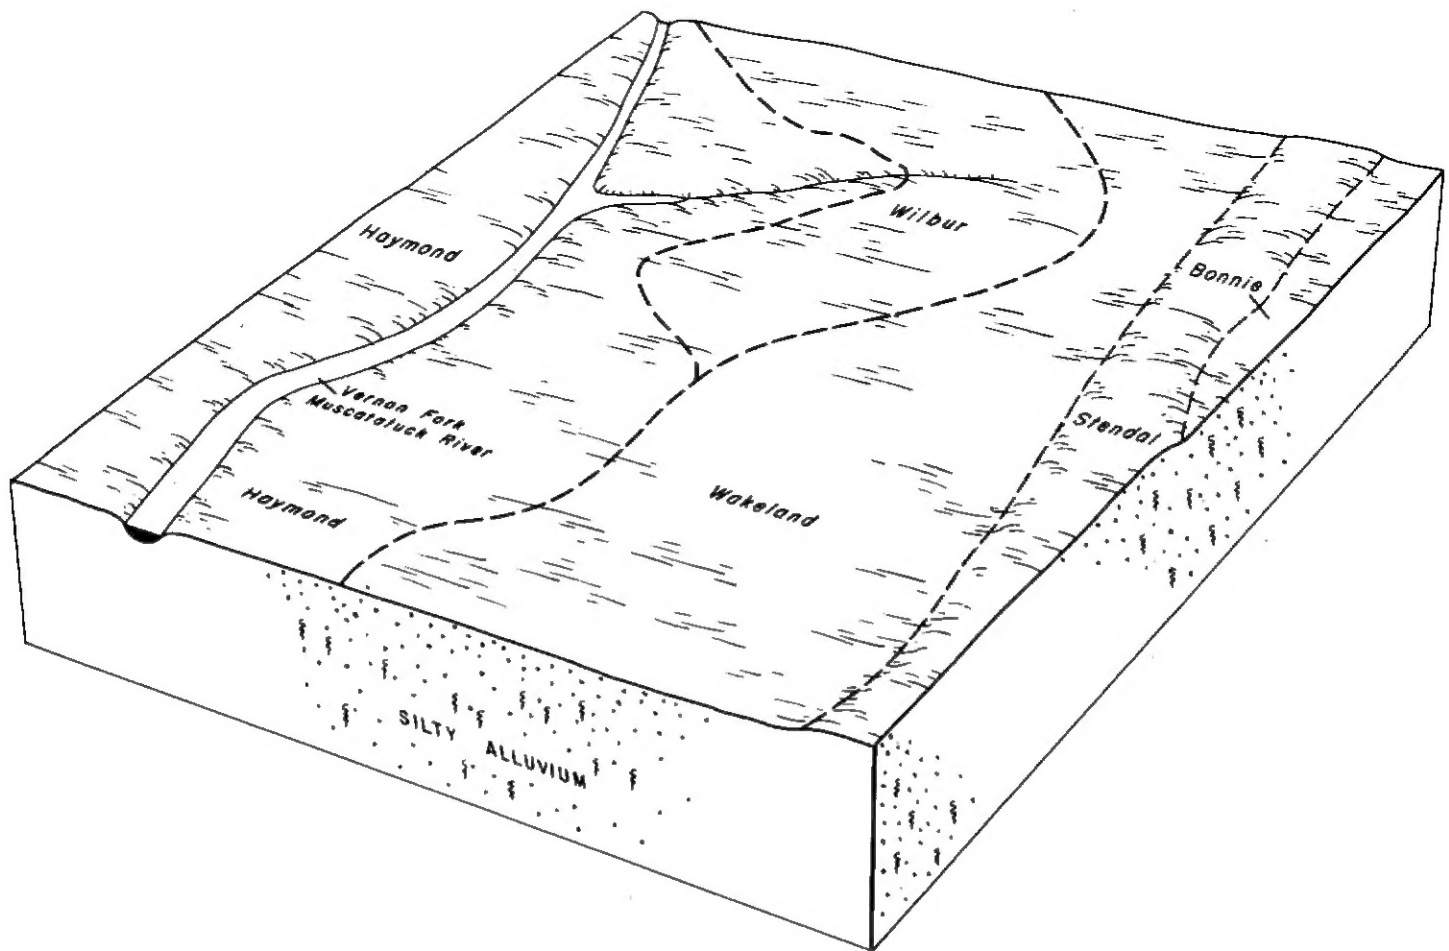 Wilbur
Haymond
Bonnie
Vernon Fork
Muscatatuck River
Stendal
Haymond
Wakeland
SILTY ALLUVIUM